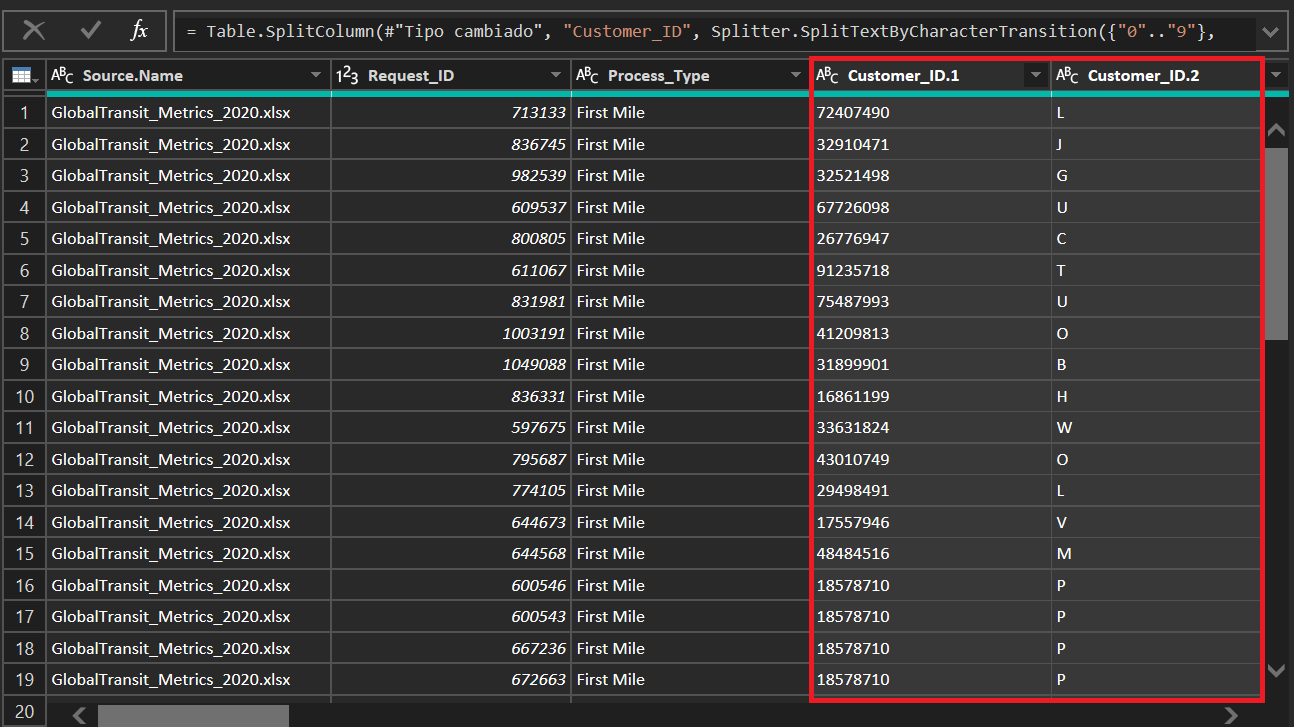 fx = Table.SplitColumn(#"Tipo cambiado", "Customer_ID", Splitter.SplitTextByCharacterTransition({"0".."9"},
ABC Source.Name 123 Request_ID ABC Process_Type ABC Customer_ID.1 ABC Customer_ID.2
1 GlobalTransit_Metrics_2020.xlsx 713133 First Mile 72407490 L
2 GlobalTransit_Metrics_2020.xlsx 836745 First Mile 32910471 J
3 GlobalTransit_Metrics_2020.xlsx 982539 First Mile 32521498 G
4 GlobalTransit_Metrics_2020.xlsx 609537 First Mile 67726098 U
5 GlobalTransit_Metrics_2020.xlsx 800805 First Mile 26776947 C
6 GlobalTransit_Metrics_2020.xlsx 611067 First Mile 91235718 T
7 GlobalTransit_Metrics_2020.xlsx 831981 First Mile 75487993 U
8 GlobalTransit_Metrics_2020.xlsx 1003191 First Mile 41209813 O
9 GlobalTransit_Metrics_2020.xlsx 1049088 First Mile 31899901 B
10 GlobalTransit_Metrics_2020.xlsx 836331 First Mile 16861199 H
11 GlobalTransit_Metrics_2020.xlsx 597675 First Mile 33631824 W
12 GlobalTransit_Metrics_2020.xlsx 795687 First Mile 43010749 O
13 GlobalTransit_Metrics_2020.xlsx 774105 First Mile 29498491 L
14 GlobalTransit_Metrics_2020.xlsx 644673 First Mile 17557946 V
15 GlobalTransit_Metrics_2020.xlsx 644568 First Mile 48484516 M
16 GlobalTransit_Metrics_2020.xlsx 600546 First Mile 18578710 P
17 GlobalTransit_Metrics_2020.xlsx 600543 First Mile 18578710 P
18 GlobalTransit_Metrics_2020.xlsx 667236 First Mile 18578710 P
19 GlobalTransit_Metrics_2020.xlsx 672663 First Mile 18578710 P
20